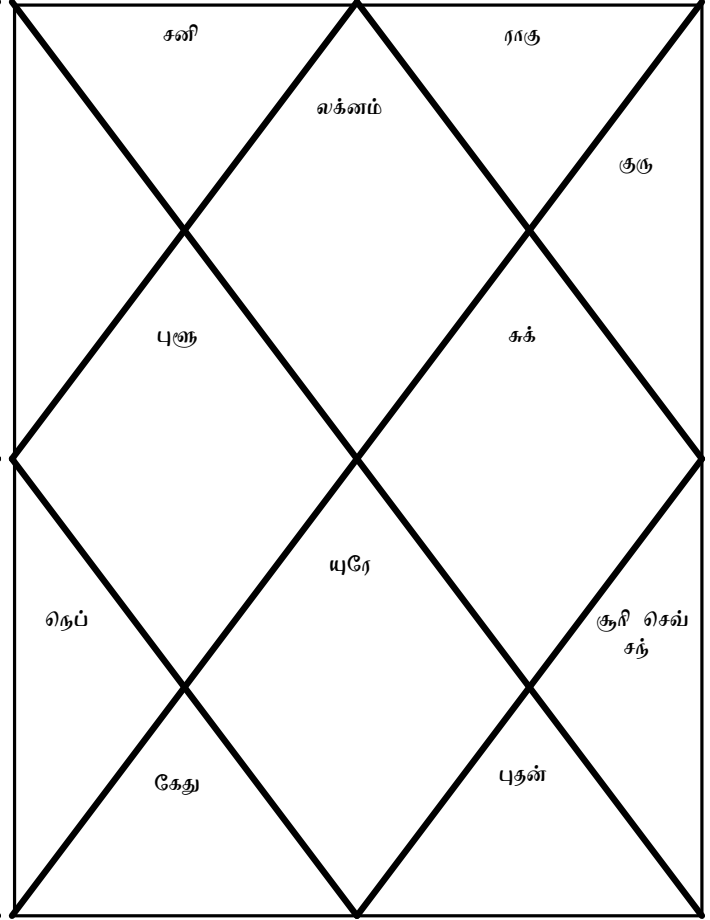 சனி
ராகு
லக்னம்
குரு
புளூ
சுக்
யுரே
நெப்
சூரி செவ்
சந்
கேது
புதன்